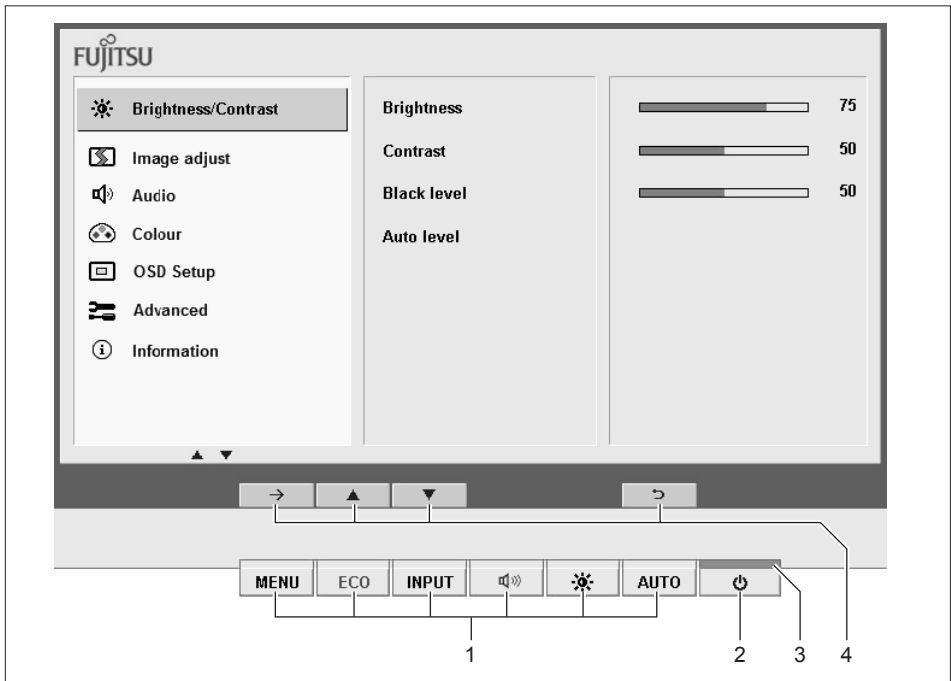 FUJITSU
Brightness/Contrast
Image adjust
Audio
Colour
OSD Setup
Advanced
Information
Brightness
Contrast
Black level
Auto level
75
50
50
MENU ECO INPUT AUTO
1 2 3 4